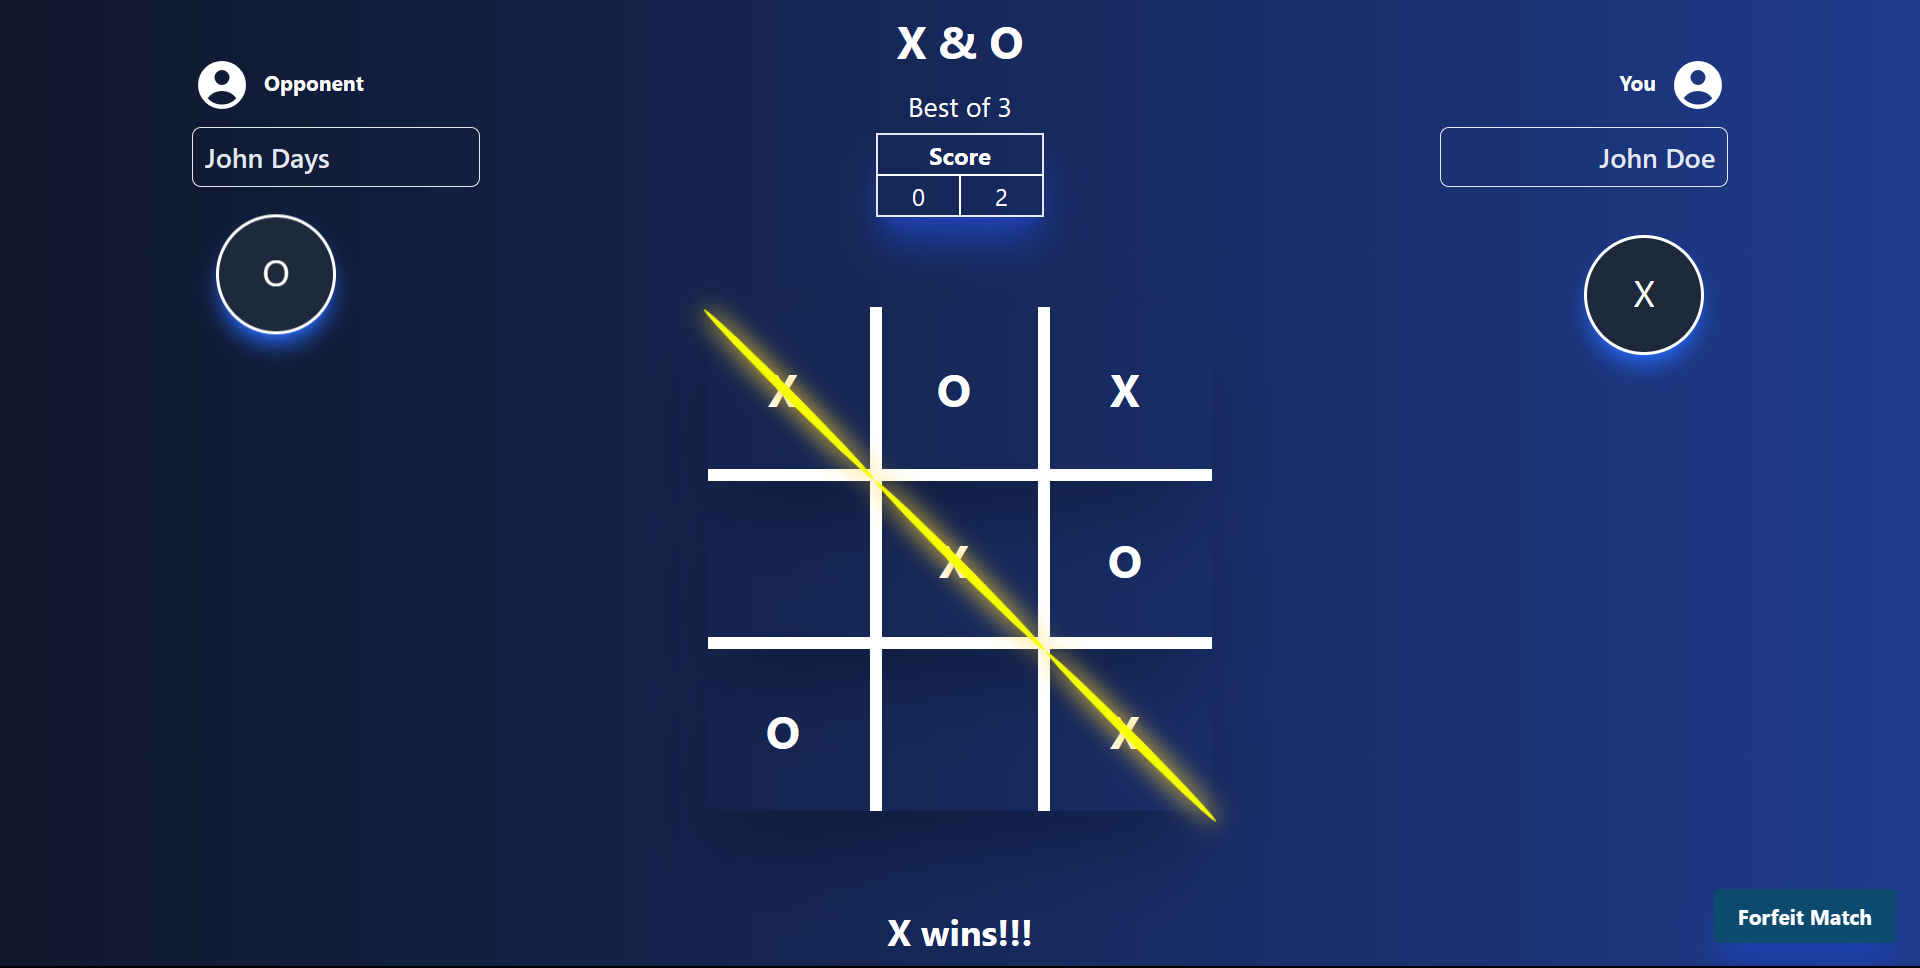 X & O
Opponent
You
Best of 3
John Days
John Doe
Score
0 2
O
X
X O X
X O
O X
X wins!!!
Forfeit Match